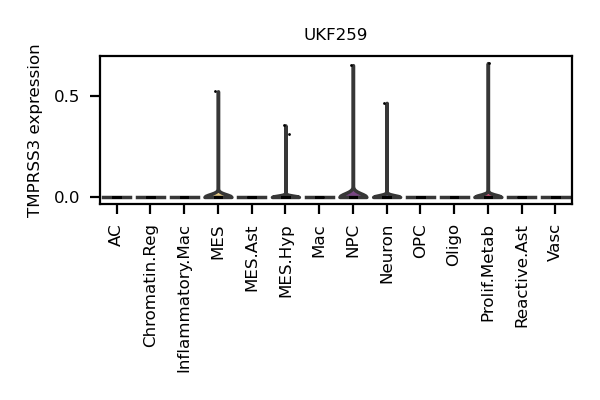 UKF259
TMPRSS3 expression
0.5
0.0
AC
Chromatin.Reg
Inflammatory.Mac
MES
MES.Ast
MES.Hyp
Mac
NPC
Neuron
OPC
Oligo
Prolif.Metab
Reactive.Ast
Vasc